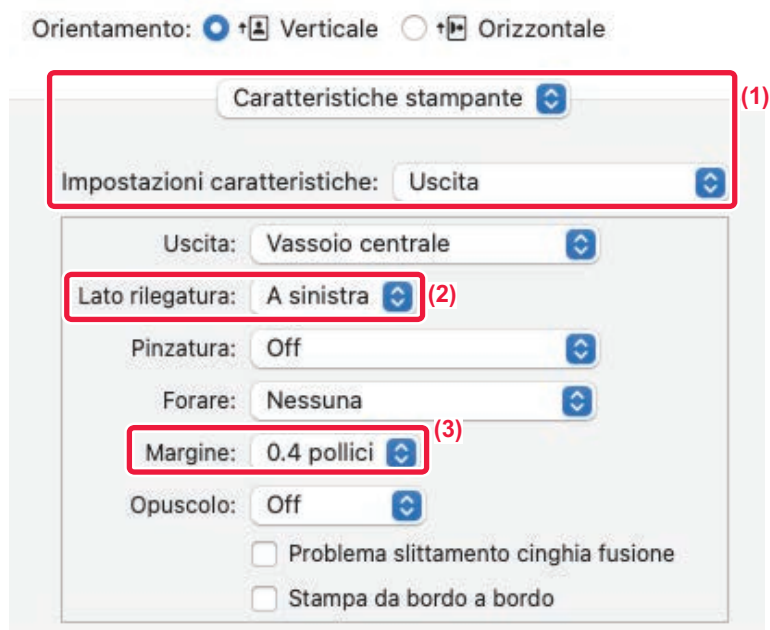 Orientamento: Verticale Orizzontale
Caratteristiche stampante
(1)
Impostazioni caratteristiche: Uscita
Uscita: Vassoio centrale
Lato rilegatura: A sinistra (2)
Pinzatura: Off
Forare: Nessuna
(3)
Margine: 0.4 pollici
Opuscolo: Off
Problema slittamento cinghia fusione
Stampa da bordo a bordo